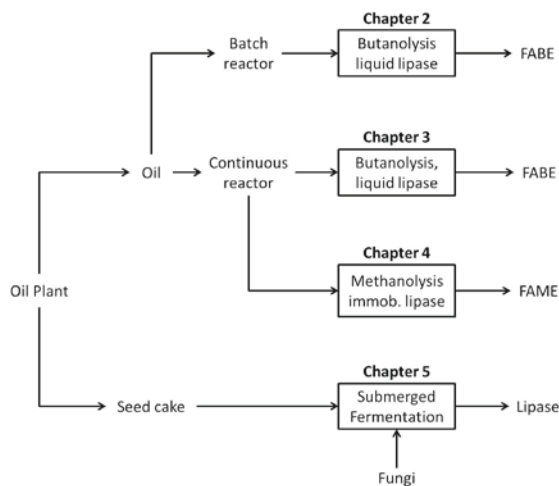 Chapter 2
Batch
reactor
Butanolysis
liquid lipase
FABE
Chapter 3
Oil
Continuous
reactor
Butanolysis,
liquid lipase
FABE
Chapter 4
Oil Plant
Methanolysis
immob. lipase
FAME
Chapter 5
Seed cake
Submerged
Fermentation
Lipase
Fungi